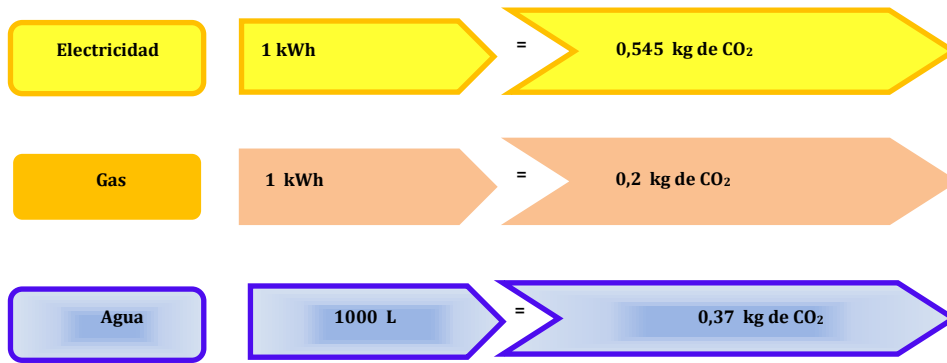 Electricidad 1 kWh = 0,545 kg de CO₂
Gas 1 kWh = 0,2 kg de CO₂
Agua 1000 L = 0,37 kg de CO₂